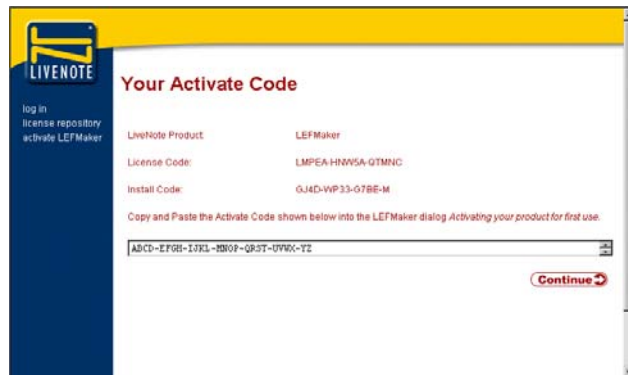 LIVENOTE
log in
license repository
activate LEFMaker
Your Activate Code
LiveNote Product: LEFMaker
License Code: LMPEA-HNW5A-QTMNC
Install Code: GJ4D-WP33-G7BE-M
Copy and Paste the Activate Code shown below into the LEFMaker dialog Activating your product for first use.
ABCD-EFGH-IJKL-MNOP-QRST-UVWX-YZ
Continue